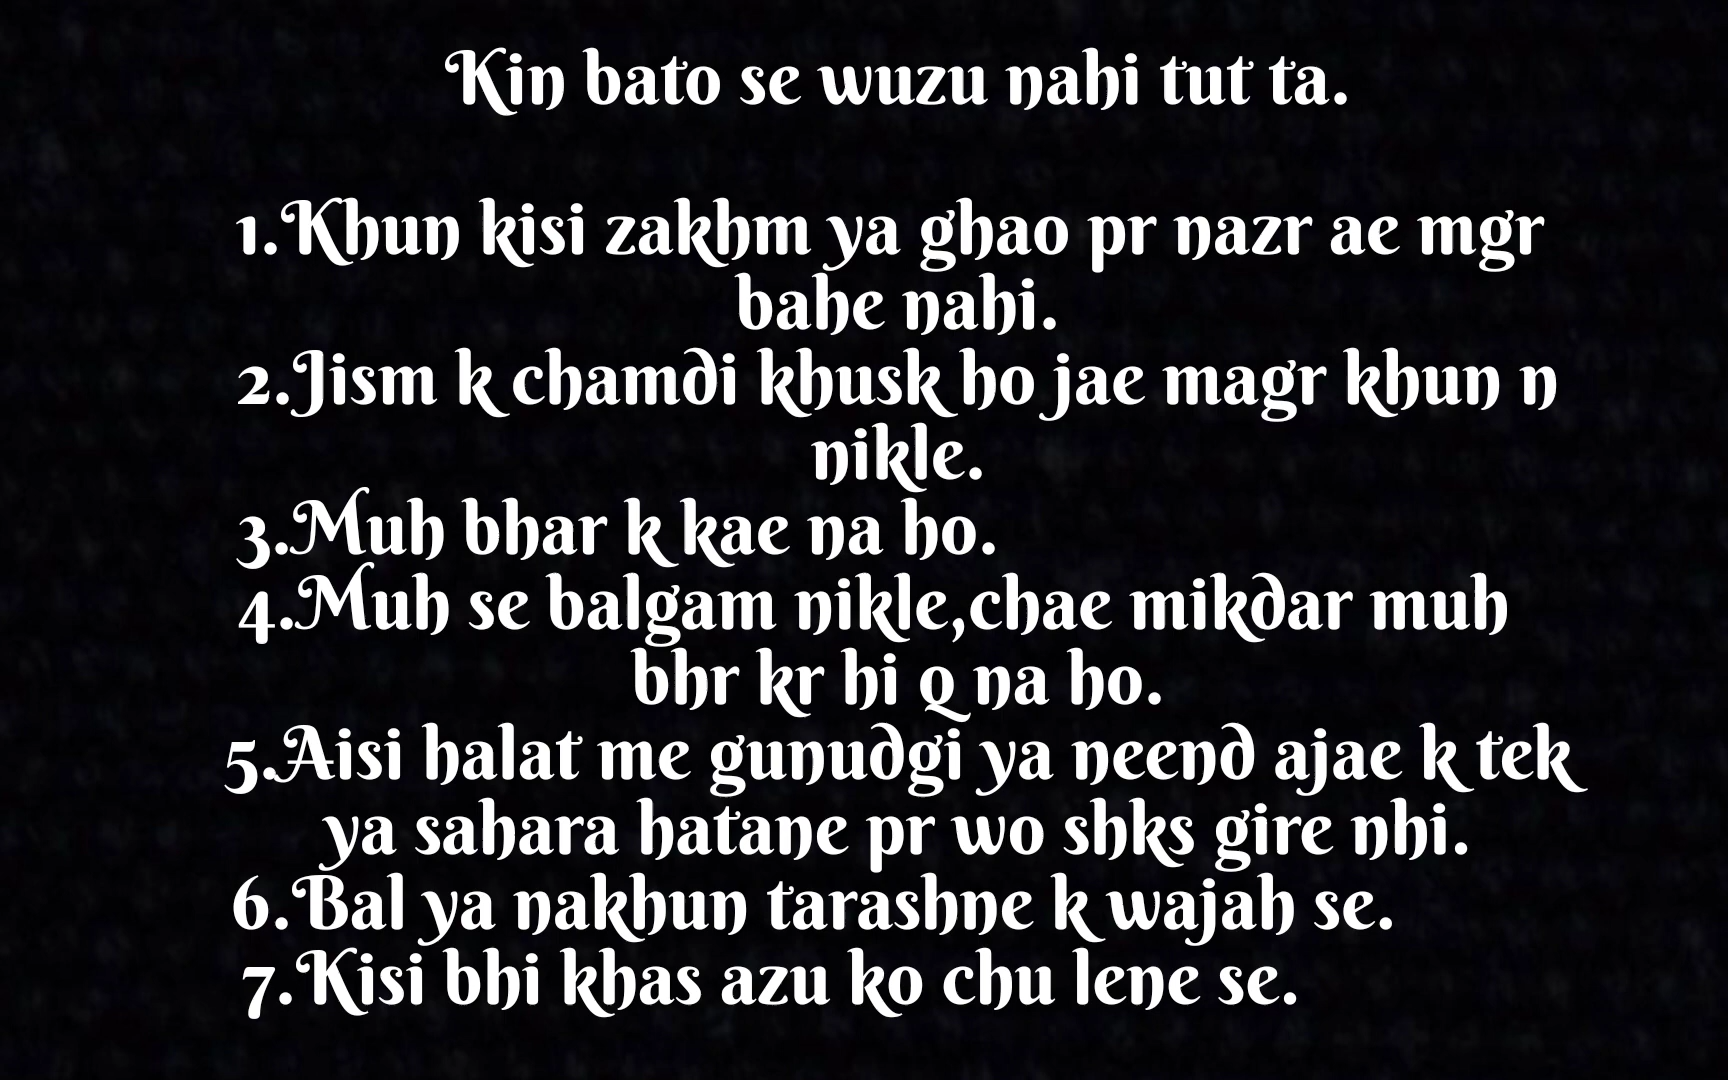 Kin bato se wuzu nahi tut ta.
1.Khun kisi zakhm ya ghao pr nazr ae mgr
bahe nahi.
2.Jism k chamdi khusk ho jae magr khun n
nikle.
3.Muh bhar k kae na ho.
4.Muh se balgam nikle,chae mikdar muh
bhr kr hi q na ho.
5.Aisi halat me gunudgi ya neend ajae k tek
ya sahara hatane pr wo shks gire nhi.
6.Bal ya nakhun tarashne k wajah se.
7.Kisi bhi khas azu ko chu lene se.